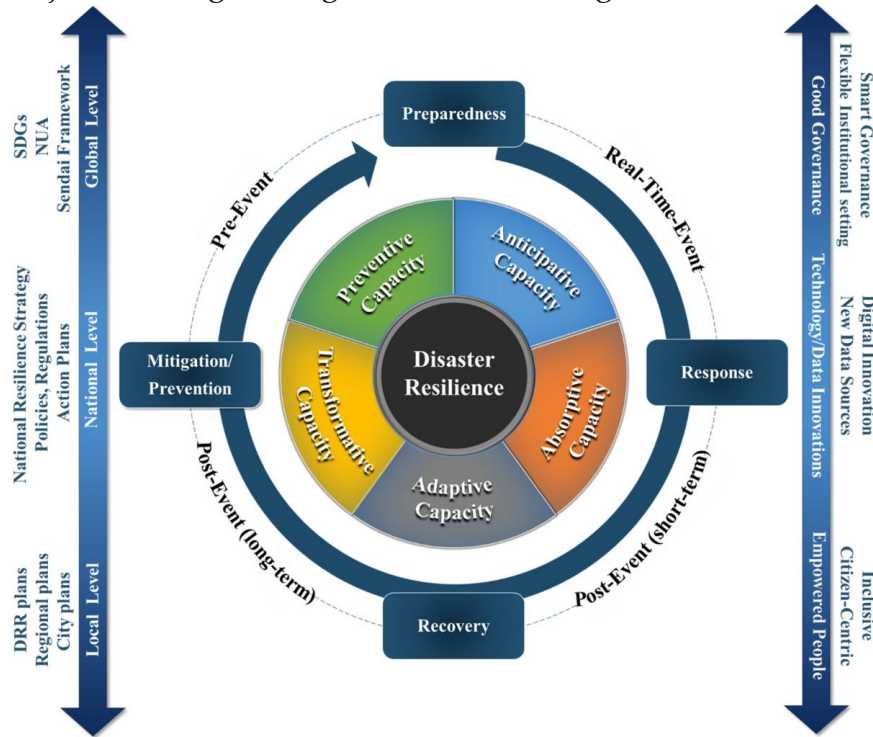 SDGs
NUA
Sendai Framework
Global Level
National Resilience Strategy
Policies, Regulations
Action Plans
National Level
DRR plans
Regional plans
City plans
Local Level
Preparedness
Pre-Event
Real-Time-Event
Preventive
Capacity
Anticipative
Capacity
Mitigation/
Prevention
Disaster
Resilience
Response
Transformative
Capacity
Absorptive
Capacity
Adaptive
Capacity
Post-Event (long-term)
Post-Event (short-term)
Recovery
Good Governance
Smart Governance
Flexible Institutional setting
Technology/Data Innovations
Digital Innovation
New Data Sources
Empowered People
Inclusive
Citizen-Centric